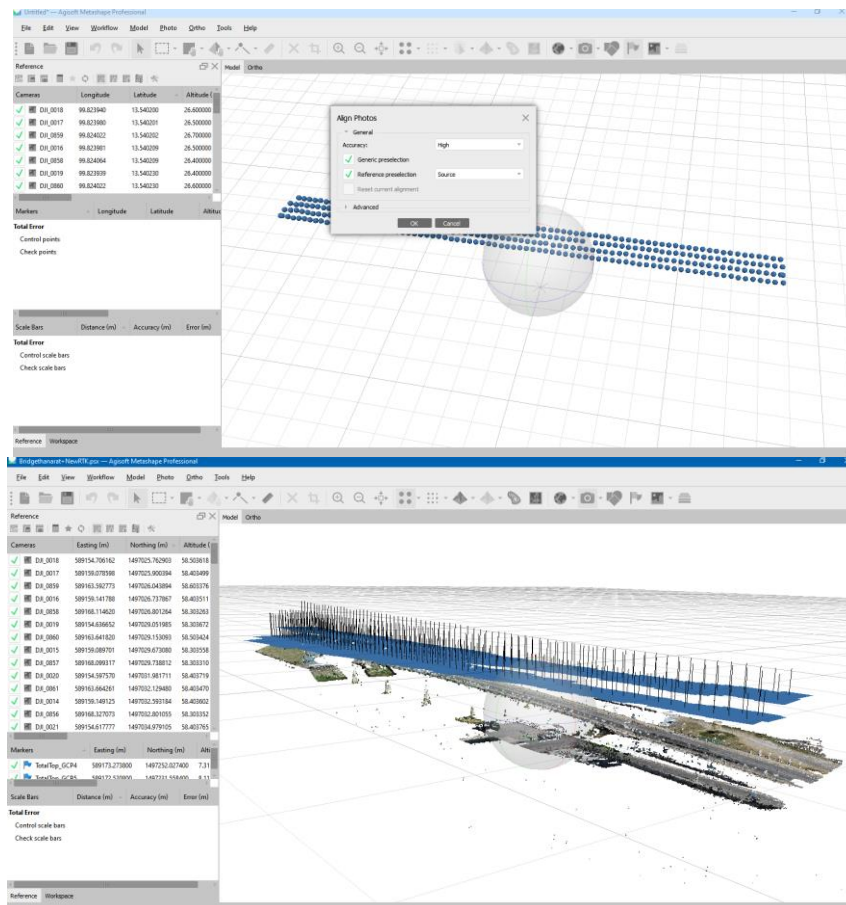 Untitled* — Agisoft Metashape Professional
File Edit View Workflow Model Photo Ortho Tools Help
Reference
Model Ortho
Cameras Longitude Latitude Altitude (
DJI_0018 99.823940 13.540200 26.600000
DJI_0017 99.823980 13.540201 26.500000
DJI_0859 99.824022 13.540202 26.700000
DJI_0016 99.823981 13.540209 26.500000
DJI_0858 99.824064 13.540209 26.400000
DJI_0019 99.823939 13.540230 26.400000
DJI_0860 99.824022 13.540230 26.600000
Markers Longitude Latitude Altitu
Total Error
Control points
Check points
Scale Bars Distance (m) Accuracy (m) Error (m)
Total Error
Control scale bars
Check scale bars
Reference Workspace
Align Photos
General
Accuracy: High
Generic preselection
Reference preselection Source
Reset current alignment
Advanced
OK Cancel
Bridgethanarat+NewRTK.psx — Agisoft Metashape Professional
File Edit View Workflow Model Photo Ortho Tools Help
Reference
Model Ortho
Cameras Easting (m) Northing (m) Altitude (
DJI_0018 589154.706162 1497025.762903 58.503618
DJI_0017 589159.078598 1497025.900394 58.403499
DJI_0859 589163.592773 1497026.043894 58.603376
DJI_0016 589159.141788 1497026.737867 58.403511
DJI_0858 589168.114620 1497026.801264 58.303263
DJI_0019 589154.636652 1497029.051985 58.303672
DJI_0860 589163.641820 1497029.153093 58.503424
DJI_0015 589159.089701 1497029.673080 58.303558
DJI_0857 589168.099317 1497029.738812 58.303310
DJI_0020 589154.597570 1497031.981711 58.403719
DJI_0861 589163.664261 1497032.129480 58.403470
DJI_0014 589159.149125 1497032.593184 58.403602
DJI_0856 589168.327073 1497032.801055 58.303352
DJI_0021 589154.617777 1497034.979105 58.403765
Markers Easting (m) Northing (m) Alti
TotalTop_GCP4 589173.273800 1497252.027400 7.31
Scale Bars Distance (m) Accuracy (m) Error (m)
Total Error
Control scale bars
Check scale bars
Reference Workspace